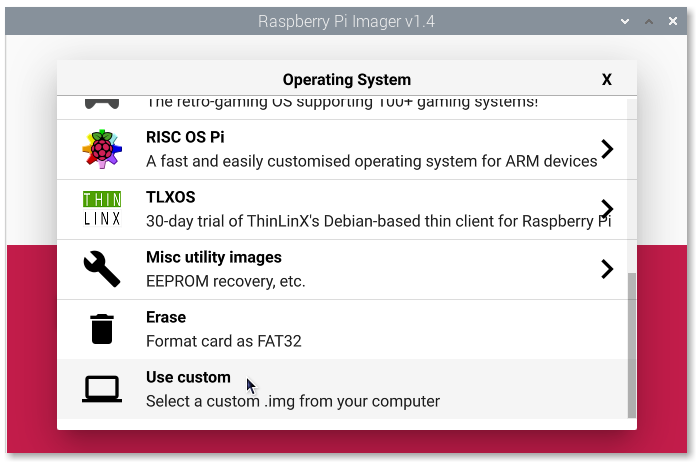 Raspberry Pi Imager v1.4
Operating System
X
The retro-gaming OS supporting 100+ gaming systems!
RISC OS Pi
A fast and easily customised operating system for ARM devices
THIN
LINX
TLXOS
30-day trial of ThinLinX's Debian-based thin client for Raspberry Pi
Misc utility images
EEPROM recovery, etc.
Erase
Format card as FAT32
Use custom
Select a custom .img from your computer